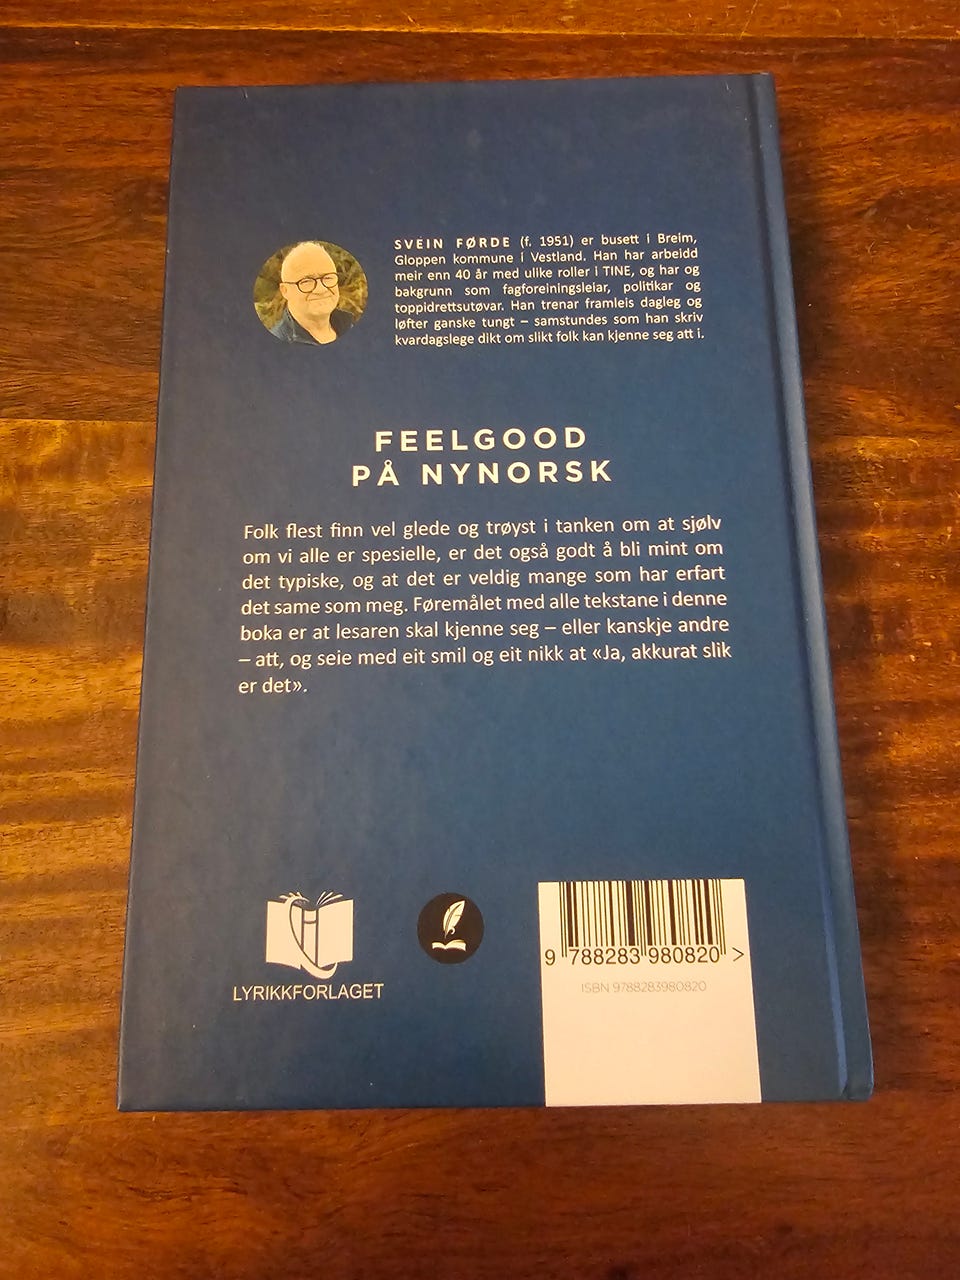 SVEIN FØRDE (f. 1951) er busett i Breim,
Gloppen kommune i Vestland. Han har arbeidd
meir enn 40 år med ulike roller i TINE, og har og
bakgrunn som fagforeiningsleiar, politikar og
toppidrettsutøvar. Han trenar framleis dagleg og
løfter ganske tungt – samstundes som han skriv
kvardagslege dikt om slikt folk kan kjenne seg att i.
FEELGOOD
PÅ NYNORSK
Folk flest finn vel glede og trøyst i tanken om at sjølv
om vi alle er spesielle, er det også godt å bli mint om
det typiske, og at det er veldig mange som har erfart
det same som meg. Føremålet med alle tekstane i denne
boka er at lesaren skal kjenne seg – eller kanskje andre
– att, og seie med eit smil og eit nikk at «Ja, akkurat slik
er det».
LYRIKKFORLAGET
9 788283 980820 >
ISBN 9788283980820